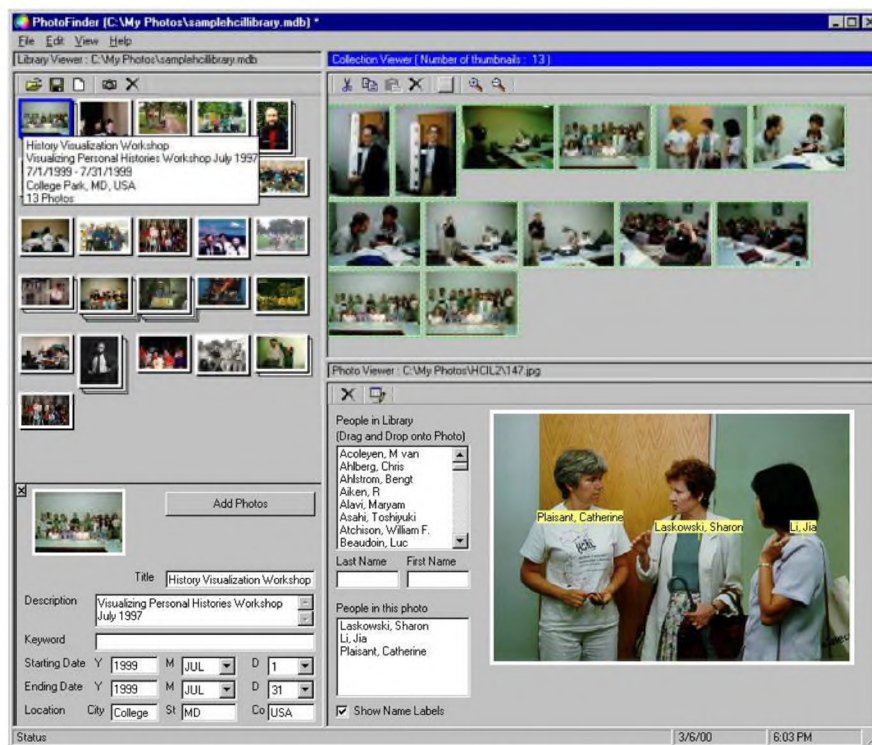 PhotoFinder (C:\My Photos\samplehcillibrary.mdb) *
File Edit View Help
Library Viewer : C:\My Photos\samplehcillibrary.mdb
Collection Viewer ( Number of thumbnails : 13 )
History Visualization Workshop
Visualizing Personal Histories Workshop July 1997
7/1/1999 - 7/31/1999
College Park, MD, USA
13 Photos
Photo Viewer : C:\My Photos\HCIL2\147.jpg
People in Library
(Drag and Drop onto Photo)
Acoleyen, M van
Ahlberg, Chris
Ahlstrom, Bengt
Aiken, R
Alavi, Maryam
Asahi, Toshiyuki
Atchison, William F.
Beaudoin, Luc
Last Name First Name
People in this photo
Laskowski, Sharon
Li, Jia
Plaisant, Catherine
Show Name Labels
Plaisant, Catherine
Laskowski, Sharon
Li, Jia
Add Photos
Title History Visualization Workshop
Description Visualizing Personal Histories Workshop
July 1997
Keyword
Starting Date Y 1999 M JUL D 1
Ending Date Y 1999 M JUL D 31
Location City College St MD Co USA
Status 3/6/00 6:03 PM